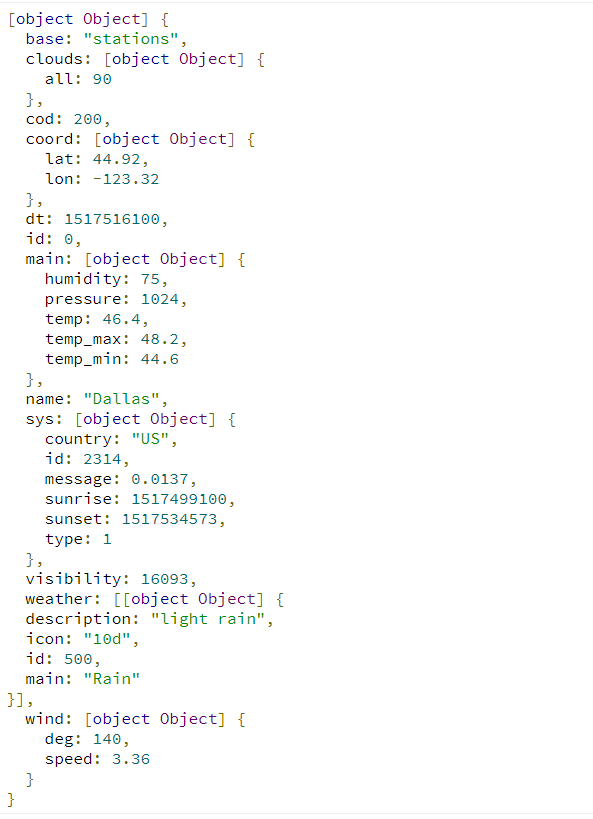 [object Object] {
  base: "stations",
  clouds: [object Object] {
    all: 90
  },
  cod: 200,
  coord: [object Object] {
    lat: 44.92,
    lon: -123.32
  },
  dt: 1517516100,
  id: 0,
  main: [object Object] {
    humidity: 75,
    pressure: 1024,
    temp: 46.4,
    temp_max: 48.2,
    temp_min: 44.6
  },
  name: "Dallas",
  sys: [object Object] {
    country: "US",
    id: 2314,
    message: 0.0137,
    sunrise: 1517499100,
    sunset: 1517534573,
    type: 1
  },
  visibility: 16093,
  weather: [[object Object] {
  description: "light rain",
  icon: "10d",
  id: 500,
  main: "Rain"
}],
  wind: [object Object] {
    deg: 140,
    speed: 3.36
  }
}